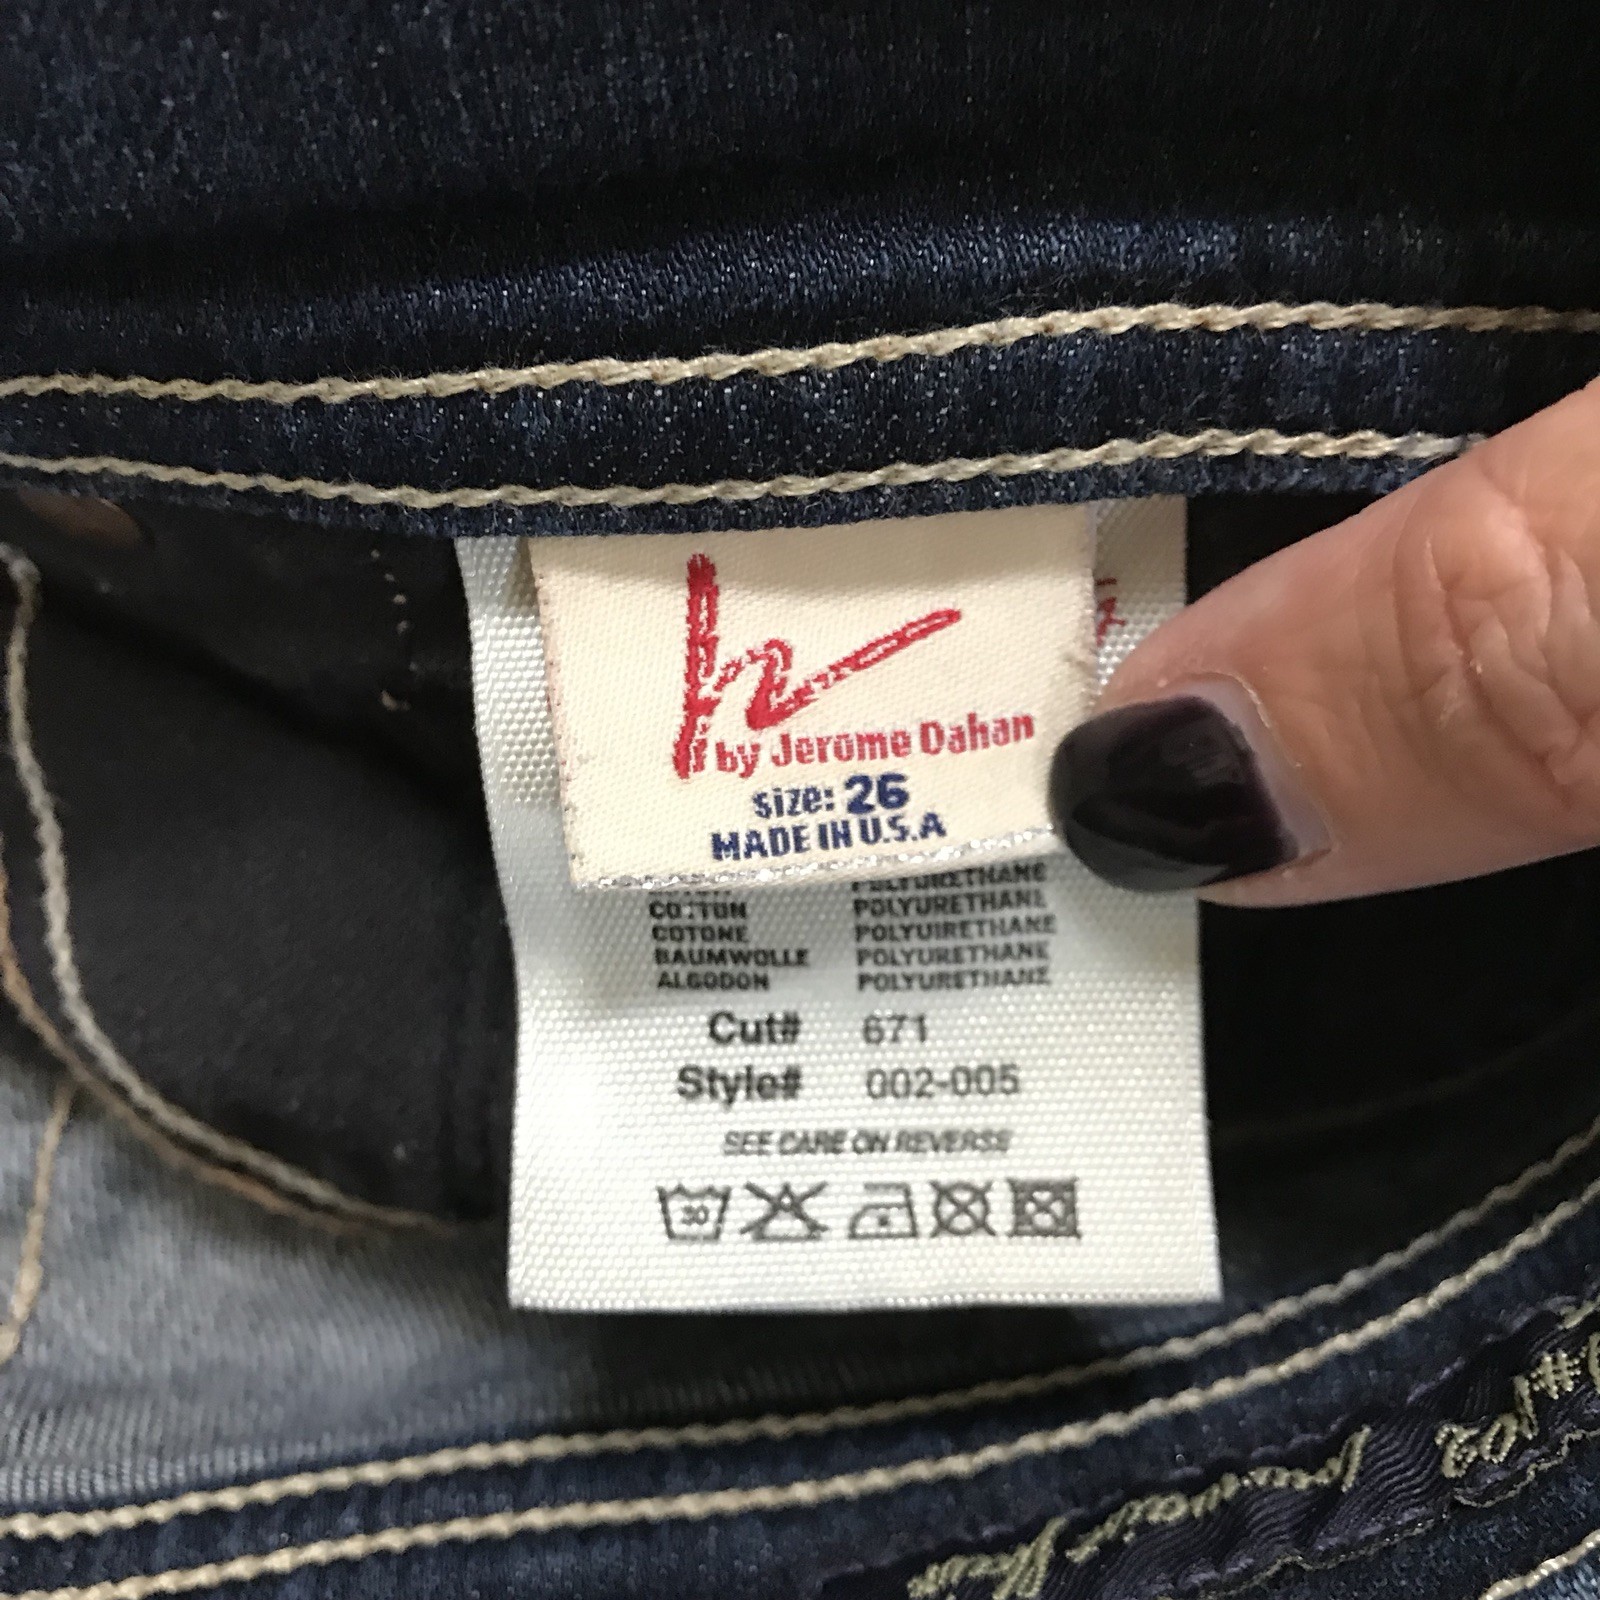 h
by Jerome Dahan
size: 26
MADE IN U.S.A
POLYURETHANE
COTTON POLYURETHANE
COTONE POLYUIRETHANE
BAUMWOLLE POLYURETHANE
ALGODON POLYURETHANE
Cut# 671
Style# 002-005
SEE CARE ON REVERSE
30